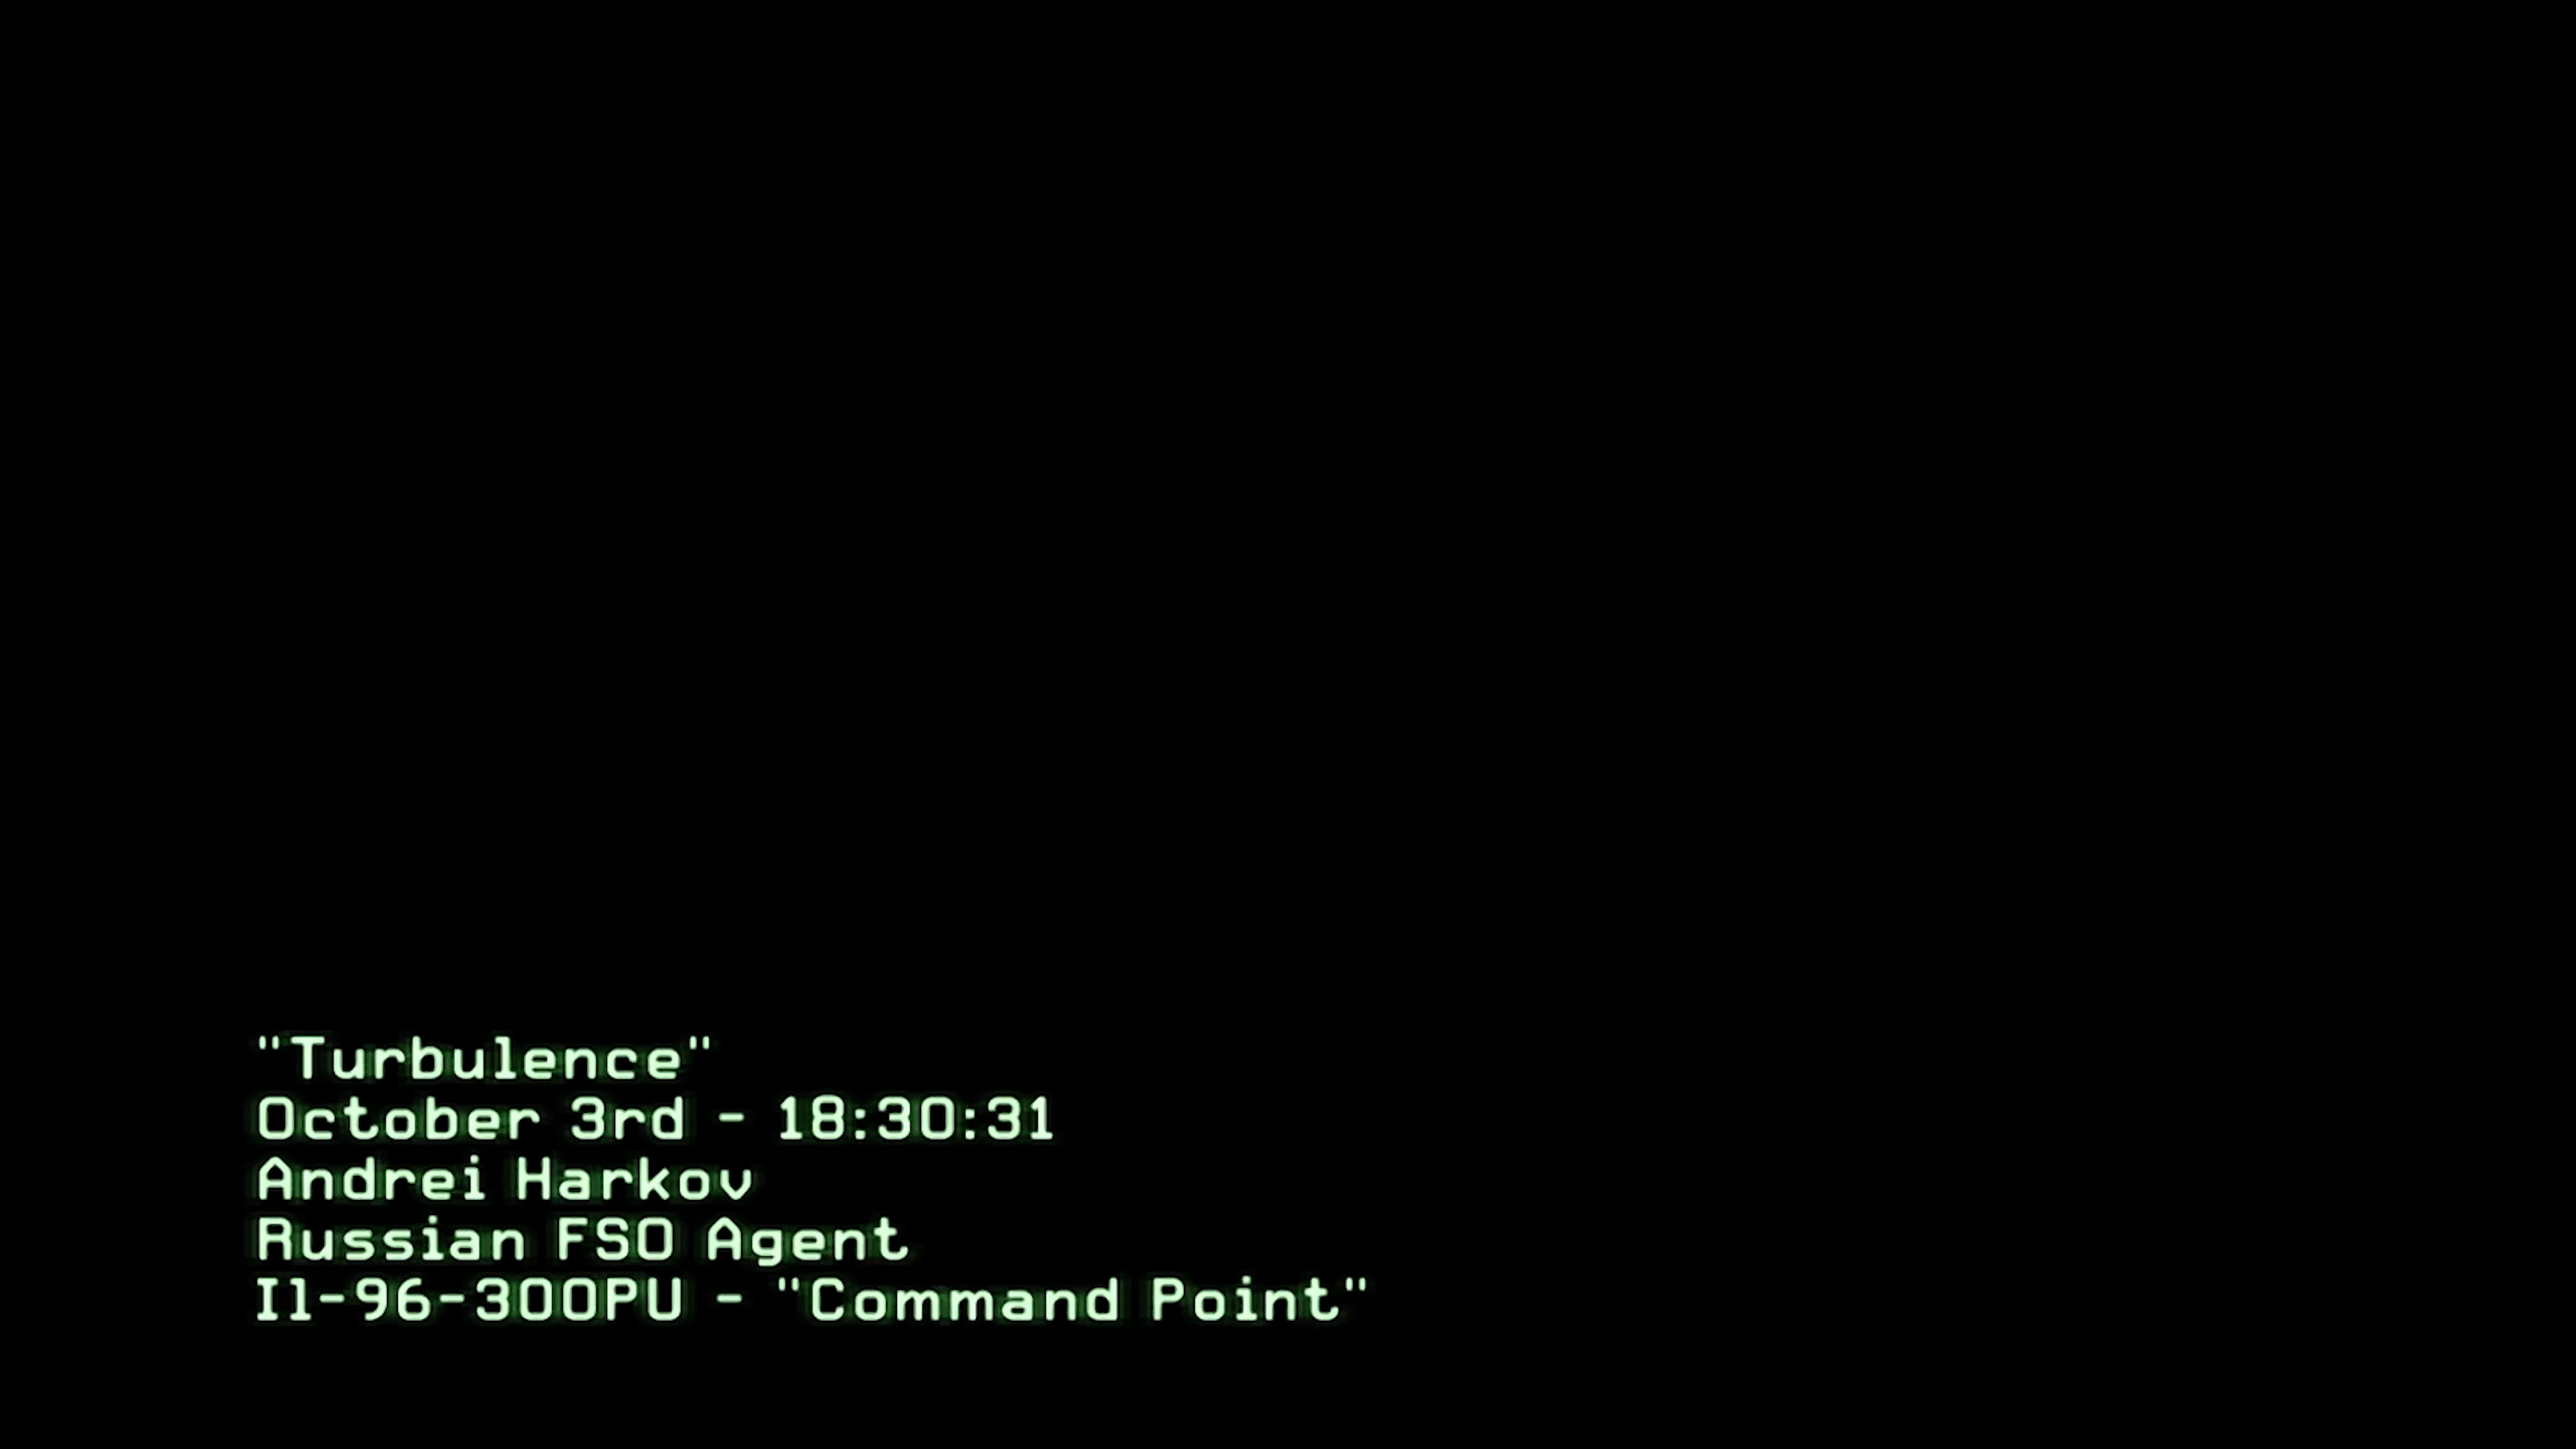 "Turbulence"
October 3rd - 18:30:31
Andrei Harkov
Russian FSO Agent
Il-96-300PU - "Command Point"